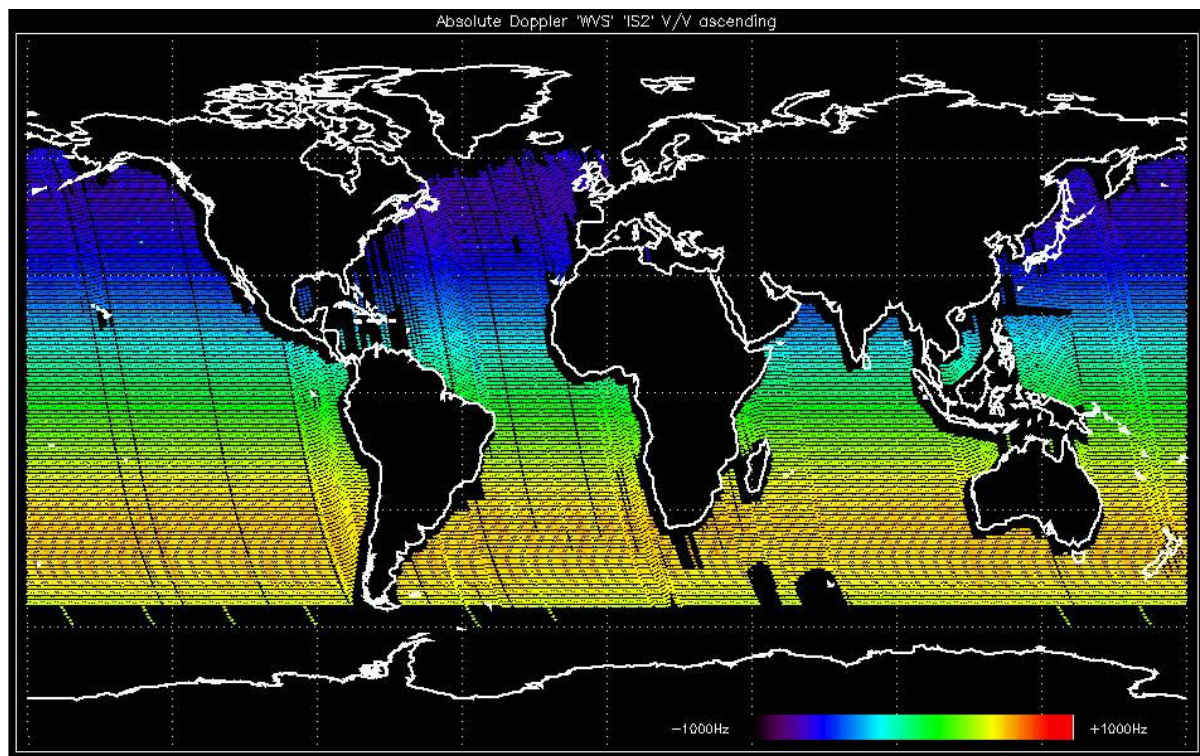 Absolute Doppler 'WVS' 'IS2' V/V ascending
−1000Hz
+1000Hz